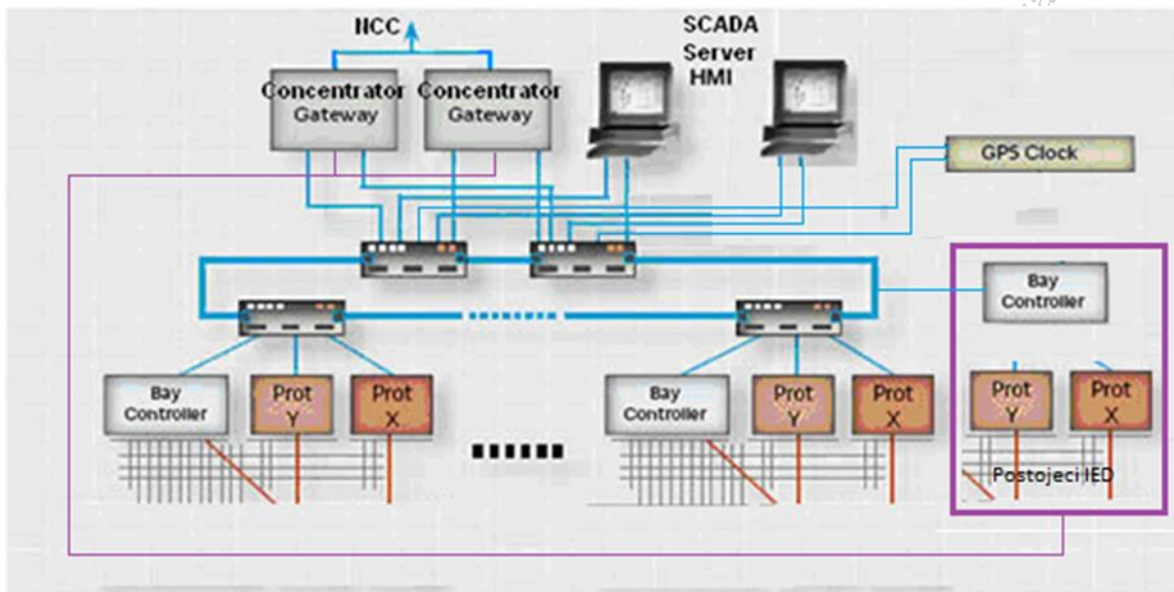 NCC
SCADA
Server
HMI
Concentrator
Gateway
Concentrator
Gateway
GPS Clock
Bay
Controller
Bay
Controller
Prot
Y
Prot
X
Bay
Controller
Prot
Y
Prot
X
Prot
Y
Prot
X
Postojeci IED